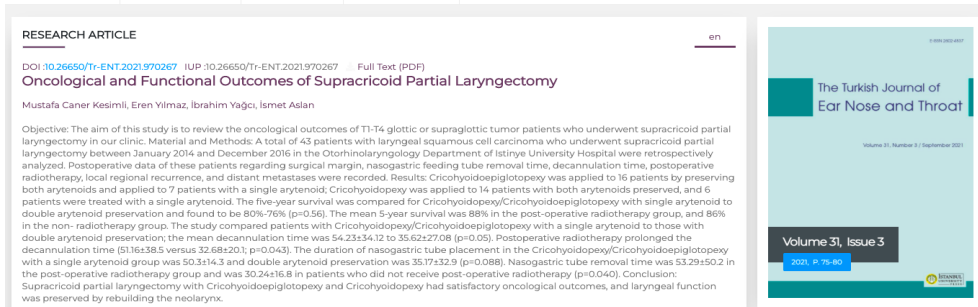 RESEARCH ARTICLE
en
DOI :10.26650/Tr-ENT.2021.970267 IUP :10.26650/Tr-ENT.2021.970267 Full Text (PDF)
Oncological and Functional Outcomes of Supracricoid Partial Laryngectomy
Mustafa Caner Kesimli, Eren Yılmaz, İbrahim Yağcı, İsmet Aslan
Objective: The aim of this study is to review the oncological outcomes of T1-T4 glottic or supraglottic tumor patients who underwent supracricoid partial
laryngectomy in our clinic. Material and Methods: A total of 43 patients with laryngeal squamous cell carcinoma who underwent supracricoid partial
laryngectomy between January 2014 and December 2016 in the Otorhinolaryngology Department of Istinye University Hospital were retrospectively
analyzed. Postoperative data of these patients regarding surgical margin, nasogastric feeding tube removal time, decannulation time, postoperative
radiotherapy, local regional recurrence, and distant metastases were recorded. Results: Cricohyoidoepiglotopexy was applied to 16 patients by preserving
both arytenoids and applied to 7 patients with a single arytenoid; Cricohyoidopexy was applied to 14 patients with both arytenoids preserved, and 6
patients were treated with a single arytenoid. The five-year survival was compared for Cricohyoidopexy/Cricohyoidoepiglotopexy with single arytenoid to
double arytenoid preservation and found to be 80%-76% (p=0.56). The mean 5-year survival was 88% in the post-operative radiotherapy group, and 86%
in the non- radiotherapy group. The study compared patients with Cricohyoidopexy/Cricohyoidoepiglotopexy with a single arytenoid to those with
double arytenoid preservation; the mean decannulation time was 54.23±34.12 to 35.62±27.08 (p=0.05). Postoperative radiotherapy prolonged the
decannulation time (51.16±38.5 versus 32.68±20.1; p=0.043). The duration of nasogastric tube placement in the Cricohyoidopexy/Cricohyoidoepiglotopexy
with a single arytenoid group was 50.3±14.3 and double arytenoid preservation was 35.17±32.9 (p=0.088). Nasogastric tube removal time was 53.29±50.2 in
the post-operative radiotherapy group and was 30.24±16.8 in patients who did not receive post-operative radiotherapy (p=0.040). Conclusion:
Supracricoid partial laryngectomy with Cricohyoidoepiglotopexy and Cricohyodopexy had satisfactory oncological outcomes, and laryngeal function
was preserved by rebuilding the neolarynx.
The Turkish Journal of
Ear Nose and Throat
Volume 31, Number 3 / September 2021
Volume 31, Issue 3
2021, P. 75-80
ISTANBUL